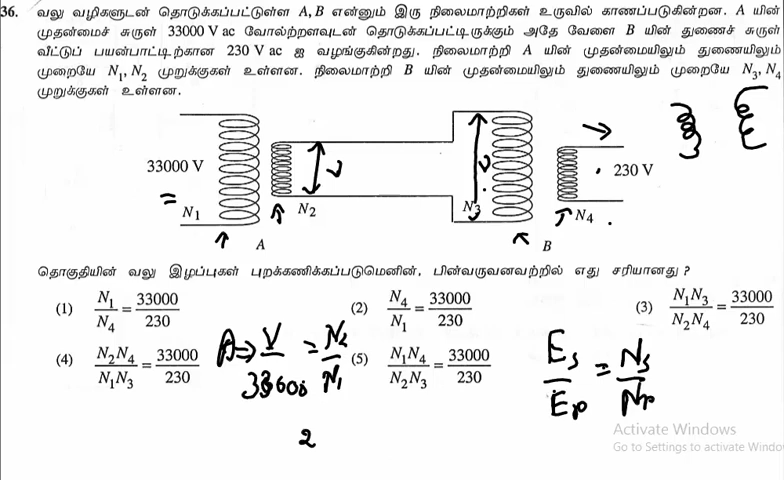 36. வலு வழிகளுடன் தொடுக்கப்பட்டுள்ள A, B என்னும் இரு நிலைமாற்றிகள் உருவில் காணப்படுகின்றன. A யின்
முதன்மைச் சுருள் 33000 V ac வோல்ற்றளவுடன் தொடுக்கப்பட்டிருக்கும் அதே வேளை B யின் துணைச் சுருள்
வீட்டுப் பயன்பாட்டிற்கான 230 V ac ஐ வழங்குகின்றது. நிலைமாற்றி A யின் முதன்மையிலும் துணையிலும்
முறையே N₁, N₂ முறுக்குகள் உள்ளன. நிலைமாற்றி B யின் முதன்மையிலும் துணையிலும் முறையே N₃, N₄
முறுக்குகள் உள்ளன.
33000 V
V
V
230 V
=
N₁
N₂
N₃
N₄
A
B
தொகுதியின் வலு இழப்புகள் புறக்கணிக்கப்படுமெனின், பின்வருவனவற்றில் எது சரியானது ?
(1) N₁/N₄ = 33000/230
(2) N₄/N₁ = 33000/230
(3) N₁N₃/N₂N₄ = 33000/230
(4) N₂N₄/N₁N₃ = 33000/230
(5) N₁N₄/N₂N₃ = 33000/230
A ⇒ V/33000 = N₂/N₁
Es/Ep = Ns/Np
2
Activate Windows
Go to Settings to activate Windo